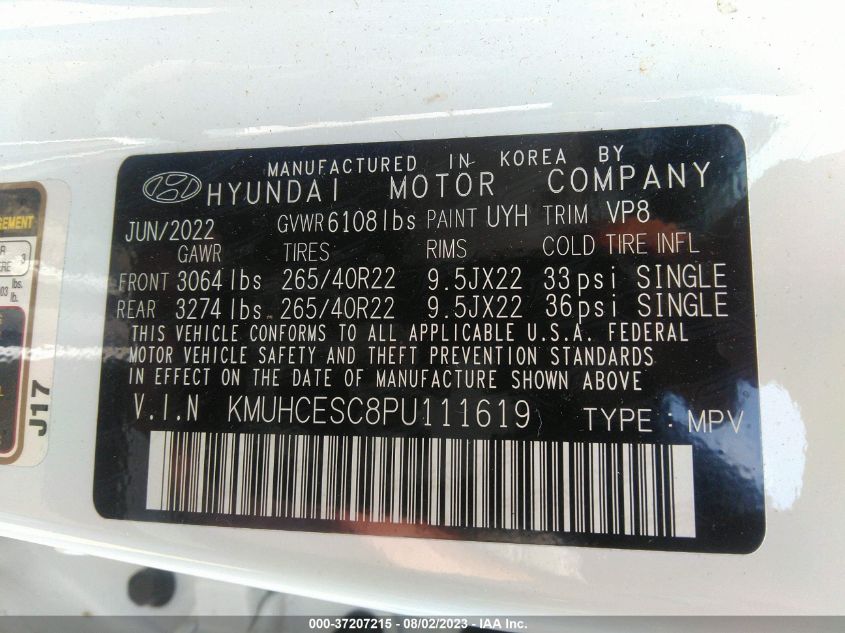 MANUFACTURED IN KOREA BY
HYUNDAI MOTOR COMPANY
JUN/2022 GVWR 6108 lbs PAINT UYH TRIM VP8
GAWR TIRES RIMS COLD TIRE INFL
FRONT 3064 lbs 265/40R22 9.5JX22 33 psi SINGLE
REAR 3274 lbs 265/40R22 9.5JX22 36 psi SINGLE
THIS VEHICLE CONFORMS TO ALL APPLICABLE U.S.A. FEDERAL
MOTOR VEHICLE SAFETY AND THEFT PREVENTION STANDARDS
IN EFFECT ON THE DATE OF MANUFACTURE SHOWN ABOVE.
V.I.N KMUHCESC8PU111619 TYPE : MPV
J17
000-37207215 - 08/02/2023 - IAA Inc.